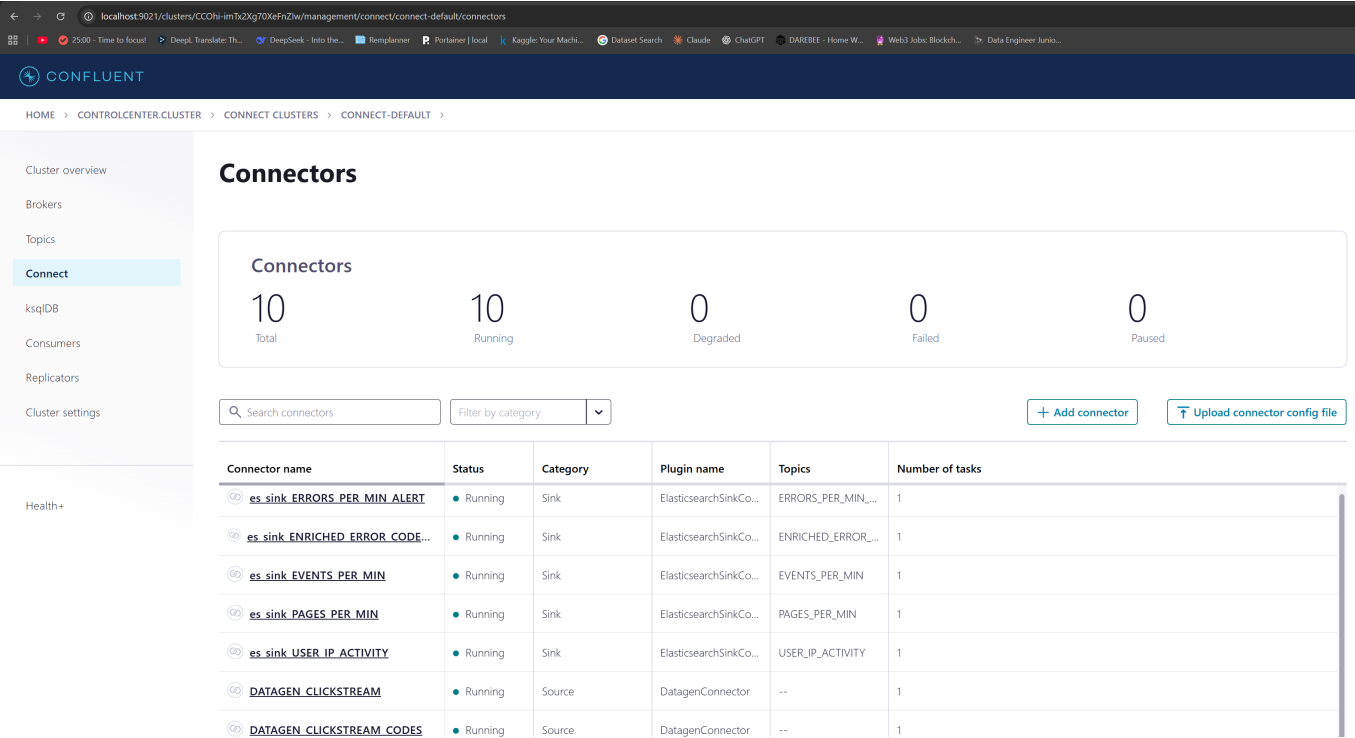 localhost:9021/clusters/CCOhi-imTx2Xg70XeFnZIw/management/connect/connect-default/connectors
25:00 - Time to focus! DeepL Translate: Th... DeepSeek - Into the... Remplanner Portainer | local Kaggle: Your Machi... Dataset Search Claude ChatGPT DAREBEE - Home W... Web3 Jobs: Blockch... Data Engineer Junio...
CONFLUENT
HOME > CONTROLCENTER.CLUSTER > CONNECT CLUSTERS > CONNECT-DEFAULT >
Cluster overview
Brokers
Topics
Connect
ksqlDB
Consumers
Replicators
Cluster settings
Health+
Connectors
Connectors
10 10 0 0 0
Total Running Degraded Failed Paused
Search connectors Filter by category + Add connector Upload connector config file
Connector name Status Category Plugin name Topics Number of tasks
es_sink_ERRORS_PER_MIN_ALERT Running Sink ElasticsearchSinkCo... ERRORS_PER_MIN_... 1
es_sink_ENRICHED_ERROR_CODE... Running Sink ElasticsearchSinkCo... ENRICHED_ERROR_... 1
es_sink_EVENTS_PER_MIN Running Sink ElasticsearchSinkCo... EVENTS_PER_MIN 1
es_sink_PAGES_PER_MIN Running Sink ElasticsearchSinkCo... PAGES_PER_MIN 1
es_sink_USER_IP_ACTIVITY Running Sink ElasticsearchSinkCo... USER_IP_ACTIVITY 1
DATAGEN_CLICKSTREAM Running Source DatagenConnector -- 1
DATAGEN_CLICKSTREAM_CODES Running Source DatagenConnector -- 1